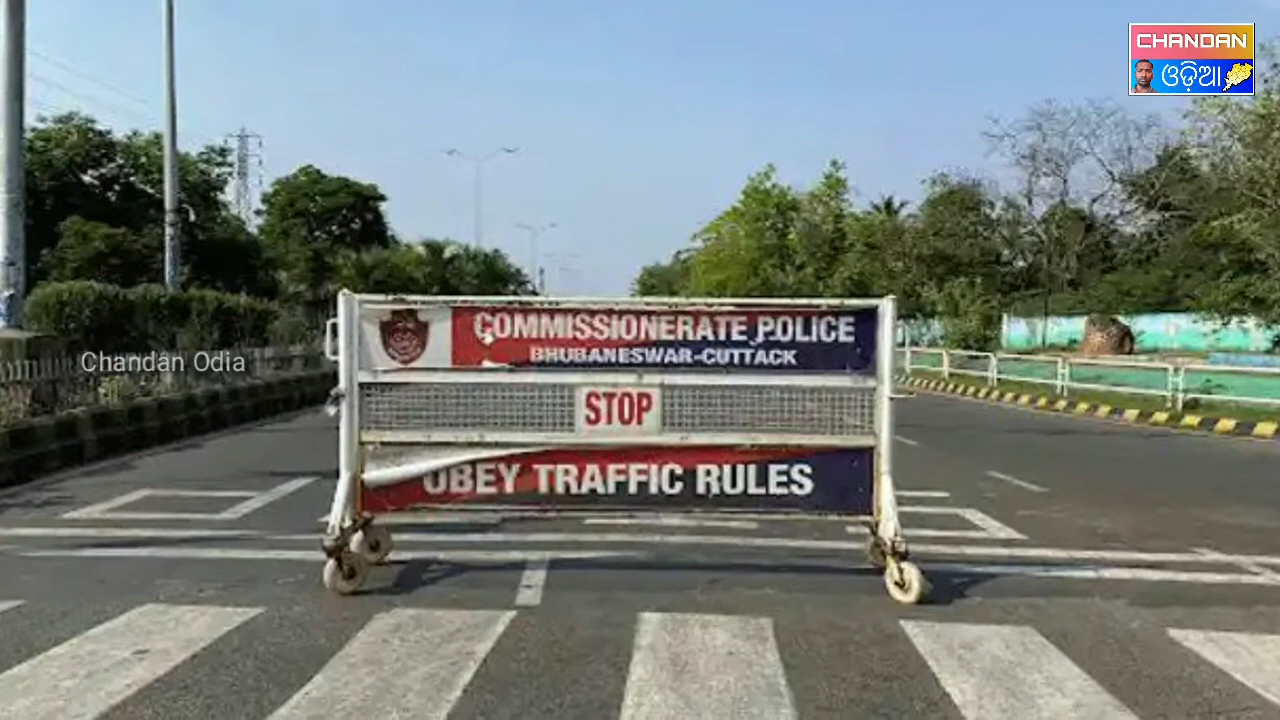 CHANDAN
ଓଡ଼ିଆ
Chandan Odia
COMMISSIONERATE POLICE
BHUBANESWAR-CUTTACK
STOP
OBEY TRAFFIC RULES